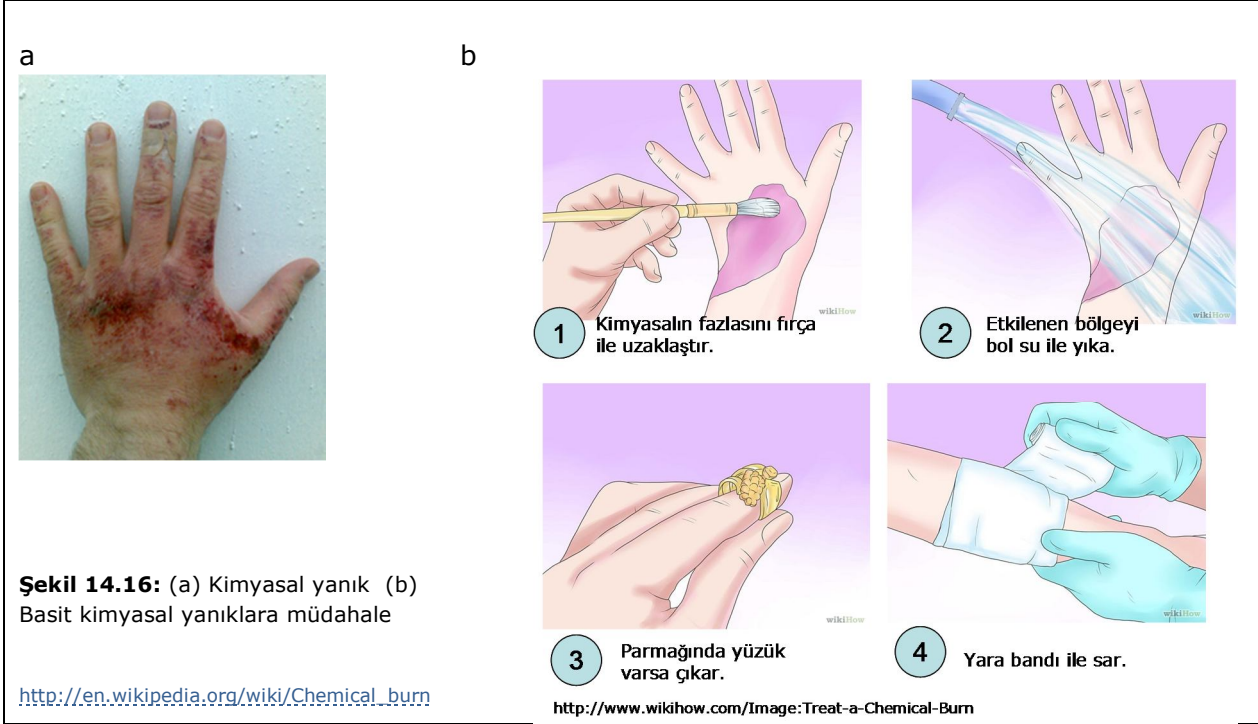 a
b
wikiHow
wikiHow
1
Kimyasalın fazlasını fırça
ile uzaklaştır.
2
Etkilenen bölgeyi
bol su ile yıka.
wikiHow
wikiHow
3
Parmağında yüzük
varsa çıkar.
4
Yara bandı ile sar.
Şekil 14.16: (a) Kimyasal yanık (b)
Basit kimyasal yanıklara müdahale
http://en.wikipedia.org/wiki/Chemical_burn
http://www.wikihow.com/Image:Treat-a-Chemical-Burn